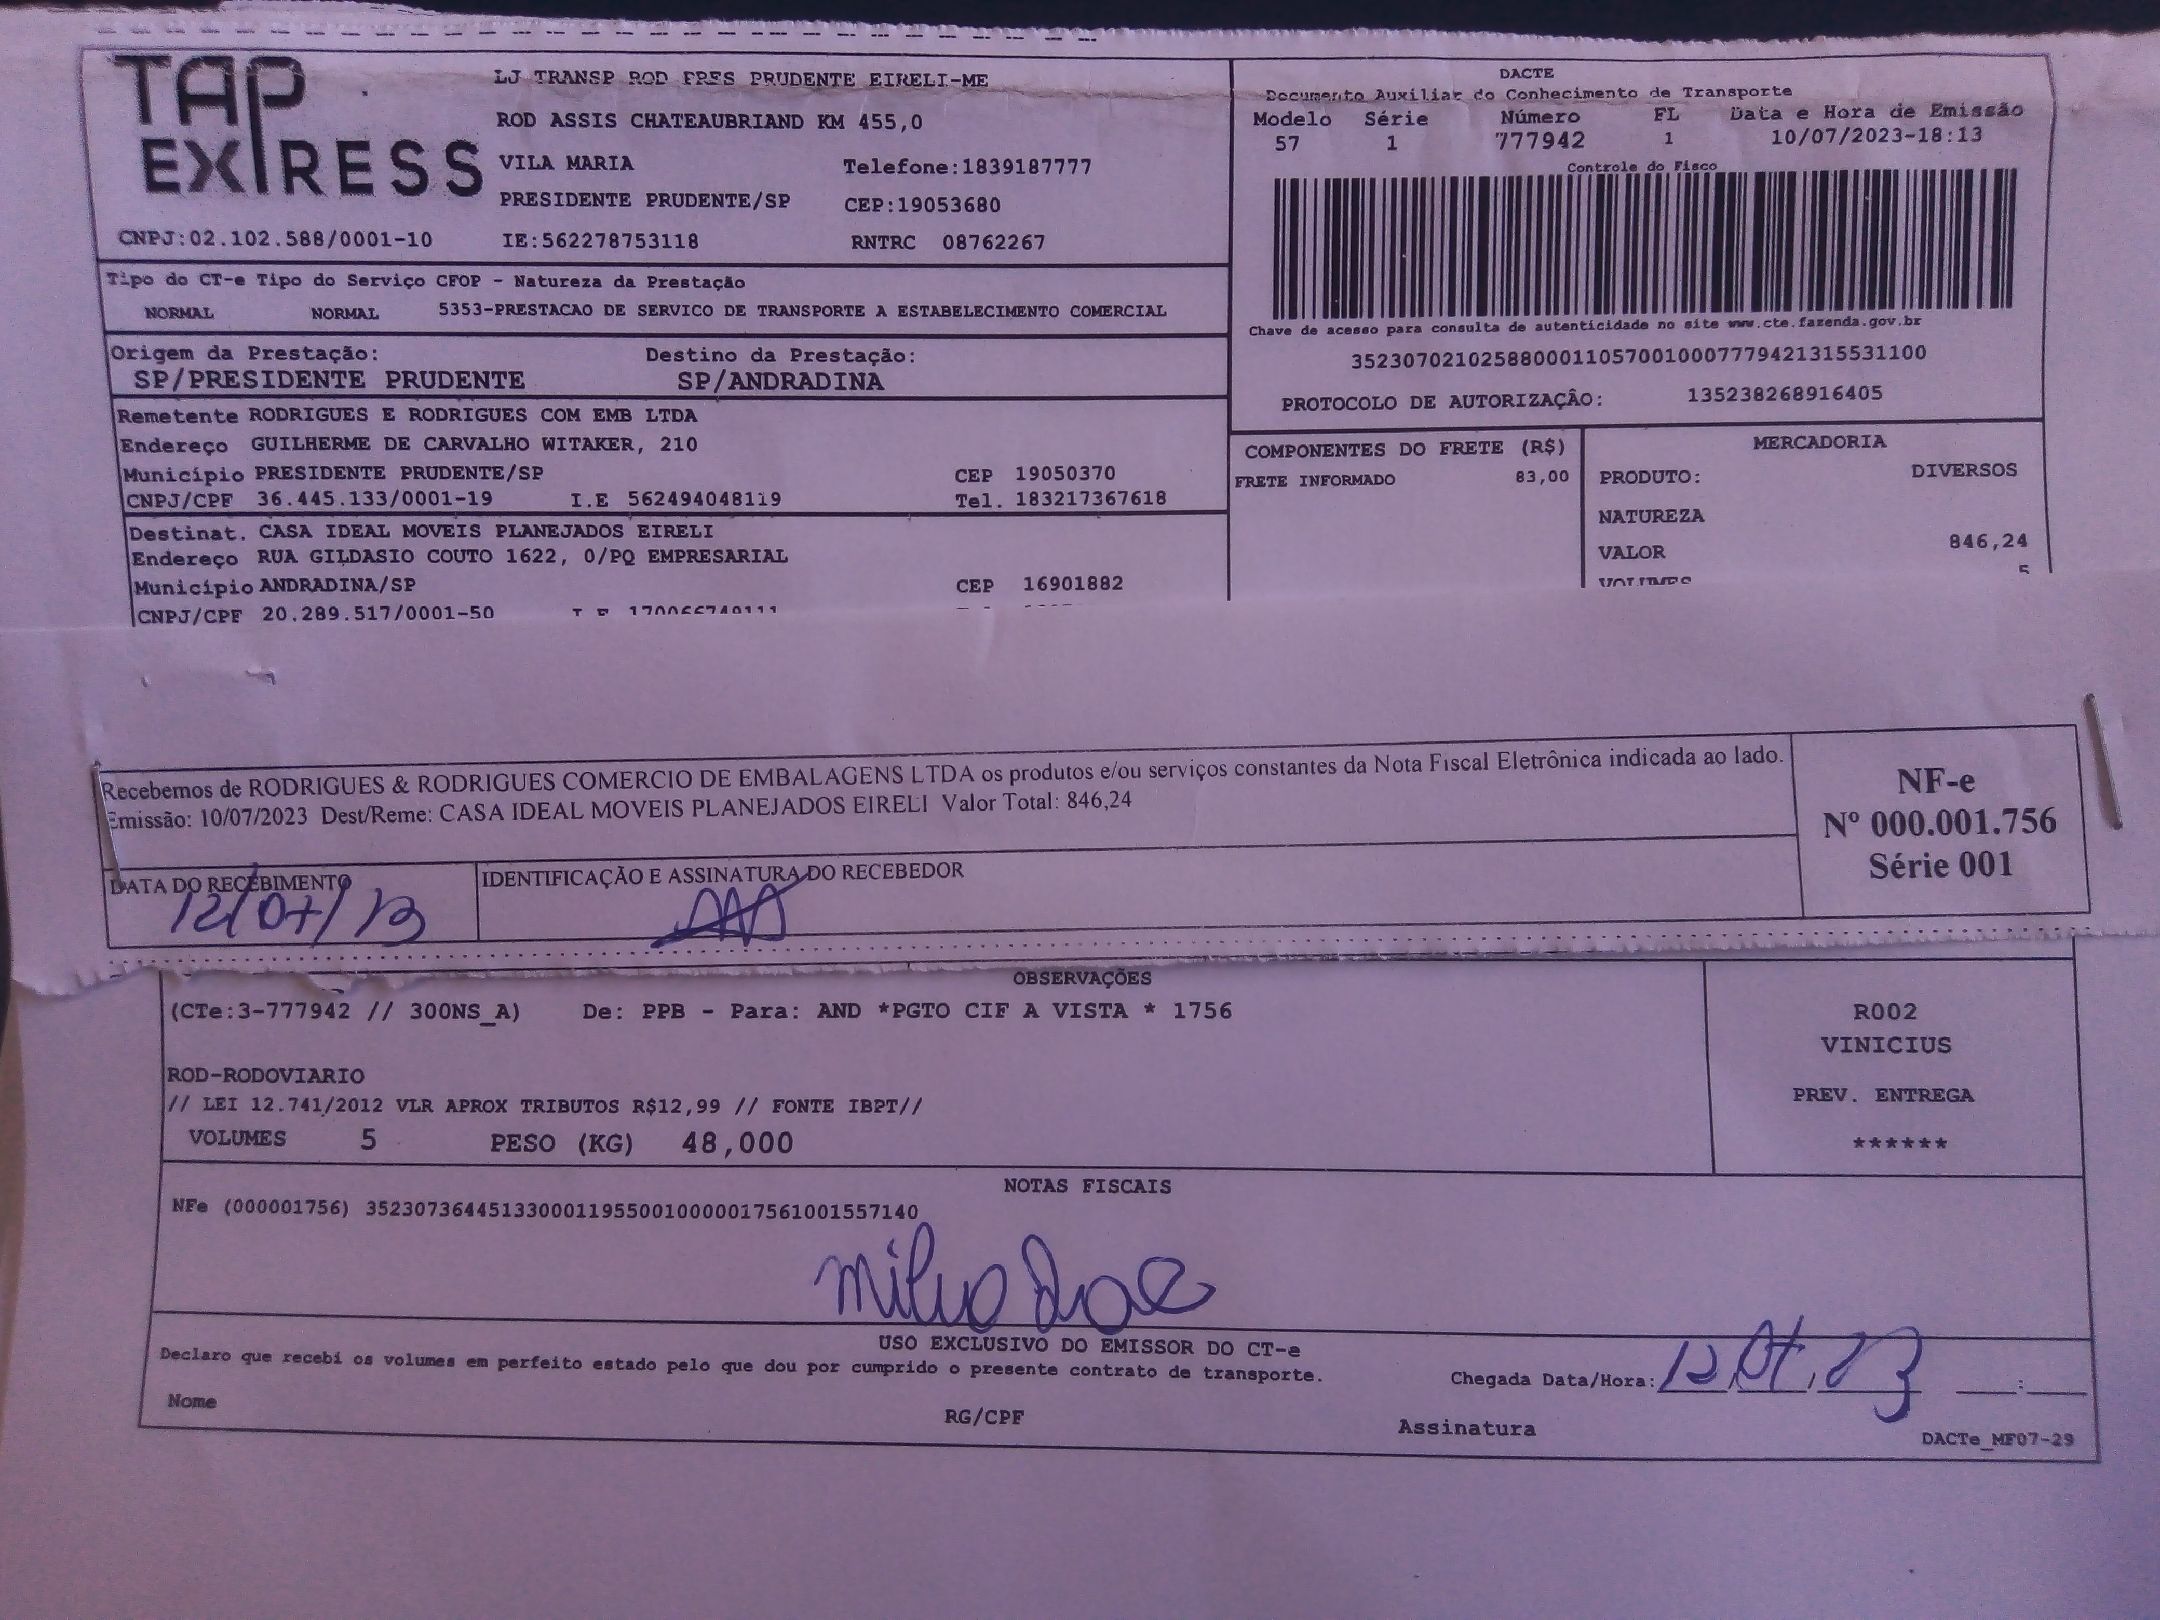 TAP EXPRESS
LJ TRANSP ROD PRES PRUDENTE EIRELI-ME
ROD ASSIS CHATEAUBRIAND KM 455,0
VILA MARIA Telefone:1839187777
PRESIDENTE PRUDENTE/SP CEP:19053680
CNPJ:02.102.588/0001-10 IE:562278753118 RNTRC 08762267
DACTE
Documento Auxiliar do Conhecimento de Transporte
Modelo Série Número FL Data e Hora de Emissão
57 1 777942 1 10/07/2023-18:13
Controle do Fisco
Chave de acesso para consulta de autenticidade no site www.cte.fazenda.gov.br
35230702102588000110570010007779421315531100
PROTOCOLO DE AUTORIZAÇÂO: 135238268916405
Tipo do CT-e Tipo do Serviço CFOP - Natureza da Prestação
NORMAL NORMAL 5353-PRESTACAO DE SERVICO DE TRANSPORTE A ESTABELECIMENTO COMERCIAL
Origem da Prestação: Destino da Prestação:
SP/PRESIDENTE PRUDENTE SP/ANDRADINA
Remetente RODRIGUES E RODRIGUES COM EMB LTDA
Endereço GUILHERME DE CARVALHO WITAKER, 210
Município PRESIDENTE PRUDENTE/SP CEP 19050370
CNPJ/CPF 36.445.133/0001-19 I.E 562494048119 Tel. 183217367618
Destinat. CASA IDEAL MOVEIS PLANEJADOS EIRELI
Endereço RUA GILDASIO COUTO 1622, 0/PQ EMPRESARIAL
Município ANDRADINA/SP CEP 16901882
CNPJ/CPF 20.289.517/0001-50 I E 170066749111
COMPONENTES DO FRETE (R$)
FRETE INFORMADO 83,00
MERCADORIA
PRODUTO: DIVERSOS
NATUREZA
VALOR 846,24
VOLUMES 5
Recebemos de RODRIGUES & RODRIGUES COMERCIO DE EMBALAGENS LTDA os produtos e/ou serviços constantes da Nota Fiscal Eletrônica indicada ao lado.
Emissão: 10/07/2023 Dest/Reme: CASA IDEAL MOVEIS PLANEJADOS EIRELI Valor Total: 846,24
NF-e
Nº 000.001.756
Série 001
DATA DO RECEBIMENTO IDENTIFICAÇÃO E ASSINATURA DO RECEBEDOR
12/07/23
OBSERVAÇÕES
(CTe:3-777942 // 300NS_A) De: PPB - Para: AND *PGTO CIF A VISTA * 1756
ROD-RODOVIARIO
// LEI 12.741/2012 VLR APROX TRIBUTOS R$12,99 // FONTE IBPT//
VOLUMES 5 PESO (KG) 48,000
R002
VINICIUS
PREV. ENTREGA
******
NOTAS FISCAIS
NFe (000001756) 35230736445133000119550010000017561001557140
USO EXCLUSIVO DO EMISSOR DO CT-e
Declaro que recebi os volumes em perfeito estado pelo que dou por cumprido o presente contrato de transporte.
Chegada Data/Hora: 12/07/23 __:__
Nome RG/CPF Assinatura
DACTe_MF07-29